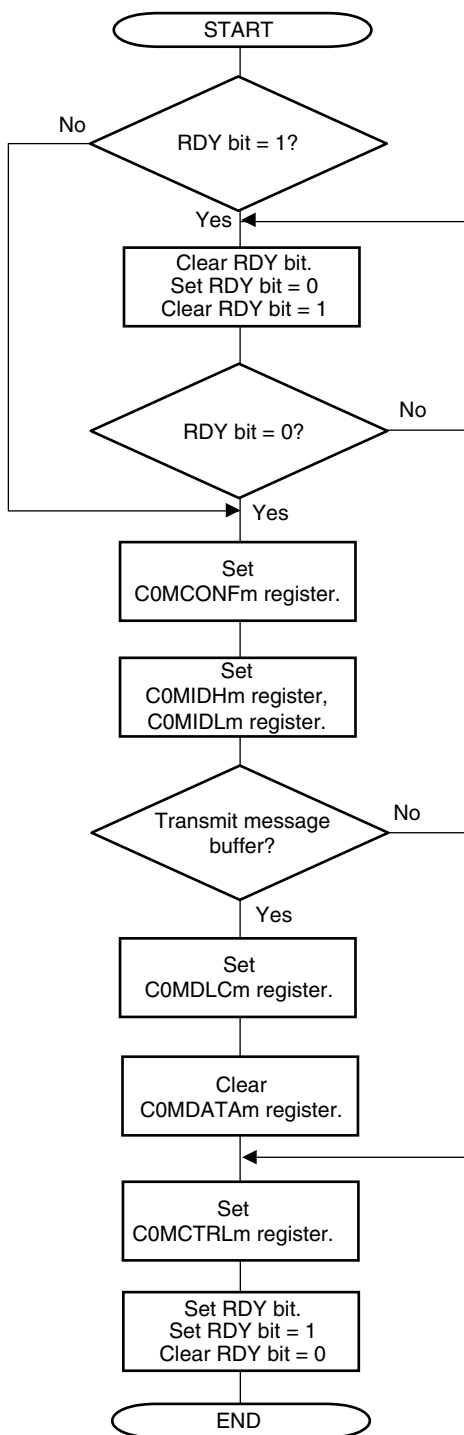 START
No
RDY bit = 1?
Yes
Clear RDY bit.
Set RDY bit = 0
Clear RDY bit = 1
No
RDY bit = 0?
Yes
Set
C0MCONFm register.
Set
C0MIDHm register,
C0MIDLm register.
No
Transmit message
buffer?
Yes
Set
C0MDLCm register.
Clear
C0MDATAm register.
Set
C0MCTRLm register.
Set RDY bit.
Set RDY bit = 1
Clear RDY bit = 0
END